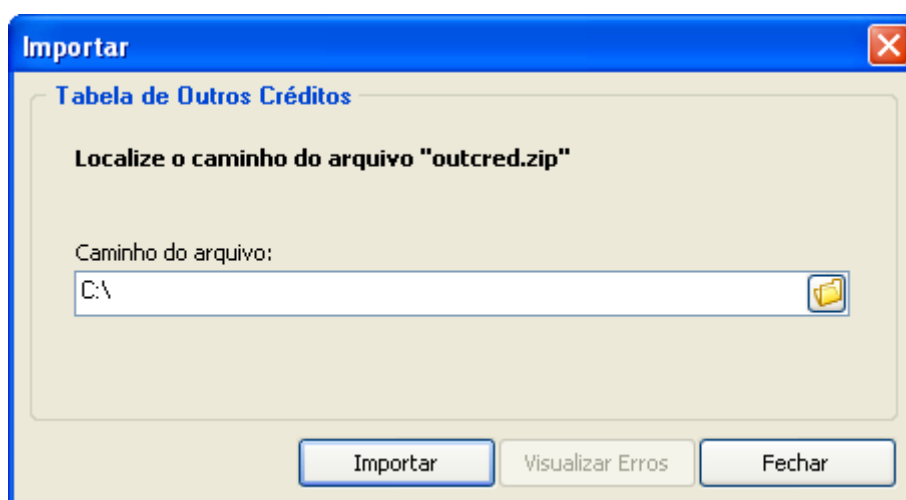 Importar
Tabela de Outros Créditos
Localize o caminho do arquivo "outcred.zip"
Caminho do arquivo:
C:\
Importar
Visualizar Erros
Fechar